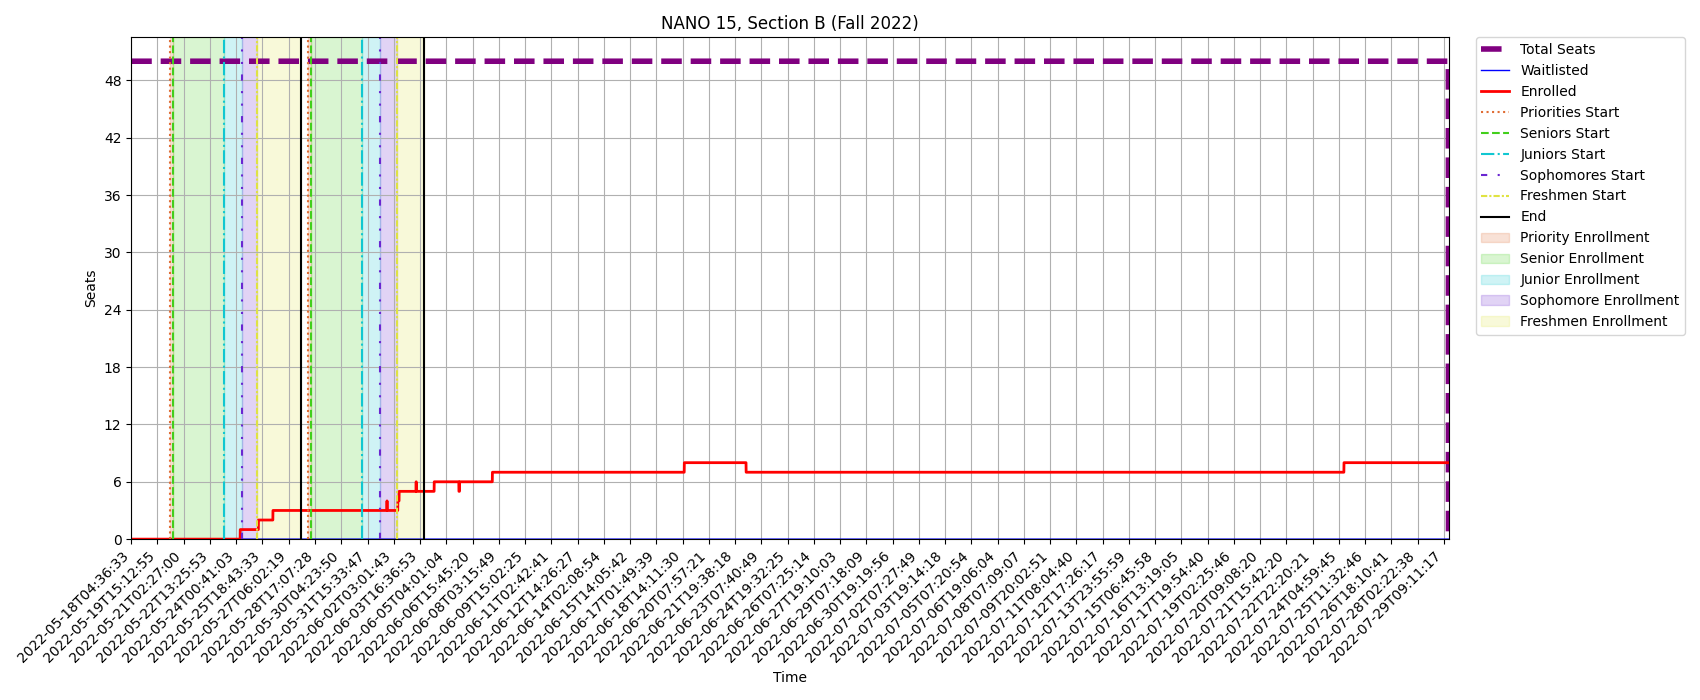 NANO 15, Section B (Fall 2022)
Seats
48
42
36
30
24
18
12
6
0
2022-05-18T04:36:33
2022-05-19T15:12:55
2022-05-21T02:27:00
2022-05-22T13:25:53
2022-05-24T00:41:03
2022-05-25T18:43:33
2022-05-27T06:02:19
2022-05-28T17:07:28
2022-05-30T04:23:50
2022-05-31T15:33:47
2022-06-02T03:01:43
2022-06-03T16:36:53
2022-06-05T04:01:04
2022-06-06T15:45:20
2022-06-08T03:15:49
2022-06-09T15:02:25
2022-06-11T02:42:41
2022-06-12T14:26:27
2022-06-14T02:08:54
2022-06-15T14:05:42
2022-06-17T01:49:39
2022-06-18T14:11:30
2022-06-20T07:57:21
2022-06-21T19:38:18
2022-06-23T07:40:49
2022-06-24T19:32:25
2022-06-26T07:25:14
2022-06-27T19:10:03
2022-06-29T07:18:09
2022-06-30T19:19:56
2022-07-02T07:27:49
2022-07-03T19:14:18
2022-07-05T07:20:54
2022-07-06T19:06:04
2022-07-08T07:09:07
2022-07-09T20:02:51
2022-07-11T08:04:40
2022-07-12T17:26:17
2022-07-13T23:55:59
2022-07-15T06:45:58
2022-07-16T13:19:05
2022-07-17T19:54:40
2022-07-19T02:25:46
2022-07-20T09:08:20
2022-07-21T15:42:20
2022-07-22T22:20:21
2022-07-24T04:59:45
2022-07-25T11:32:46
2022-07-26T18:10:41
2022-07-28T02:22:38
2022-07-29T09:11:17
Time
Total Seats
Waitlisted
Enrolled
Priorities Start
Seniors Start
Juniors Start
Sophomores Start
Freshmen Start
End
Priority Enrollment
Senior Enrollment
Junior Enrollment
Sophomore Enrollment
Freshmen Enrollment